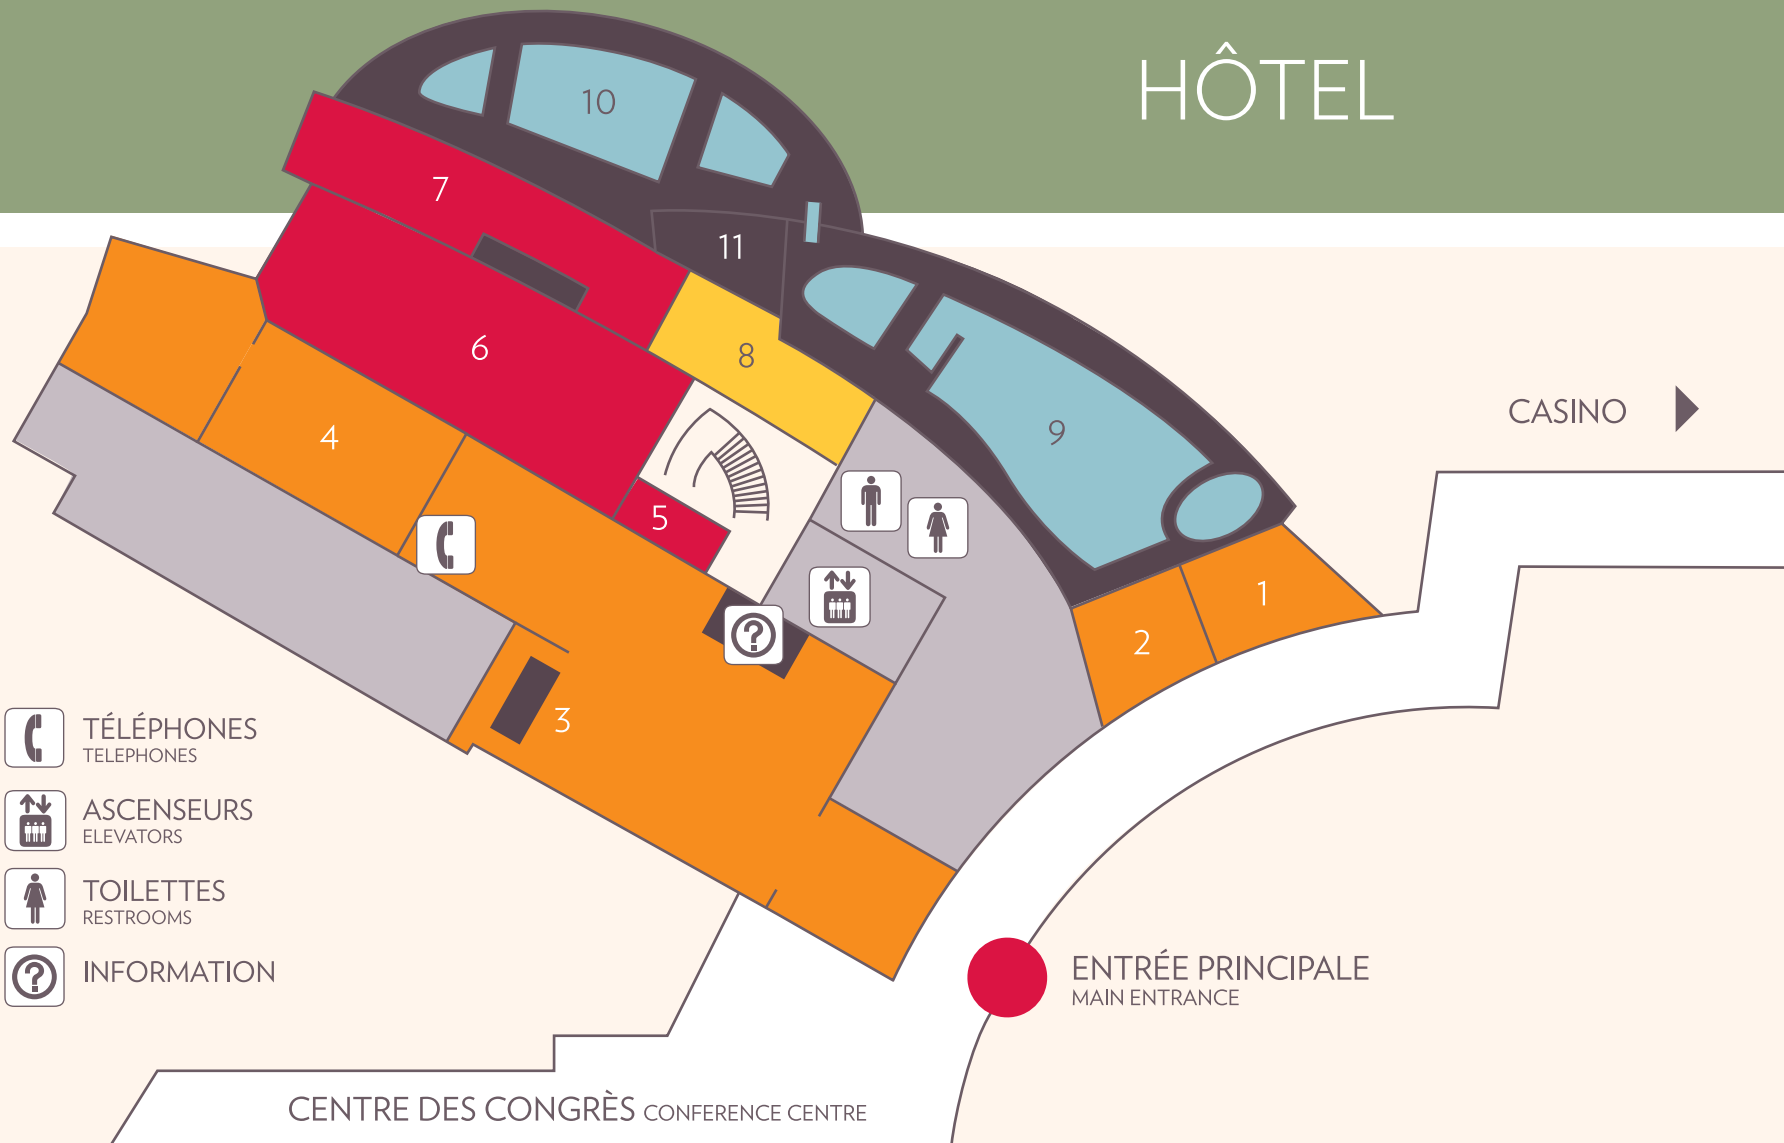 HÔTEL
10
7
11
6
8
CASINO
4
9
5
1
2
3
TÉLÉPHONES
TELEPHONES
ASCENSEURS
ELEVATORS
TOILETTES
RESTROOMS
INFORMATION
ENTRÉE PRINCIPALE
MAIN ENTRANCE
CENTRE DES CONGRÈS CONFERENCE CENTRE